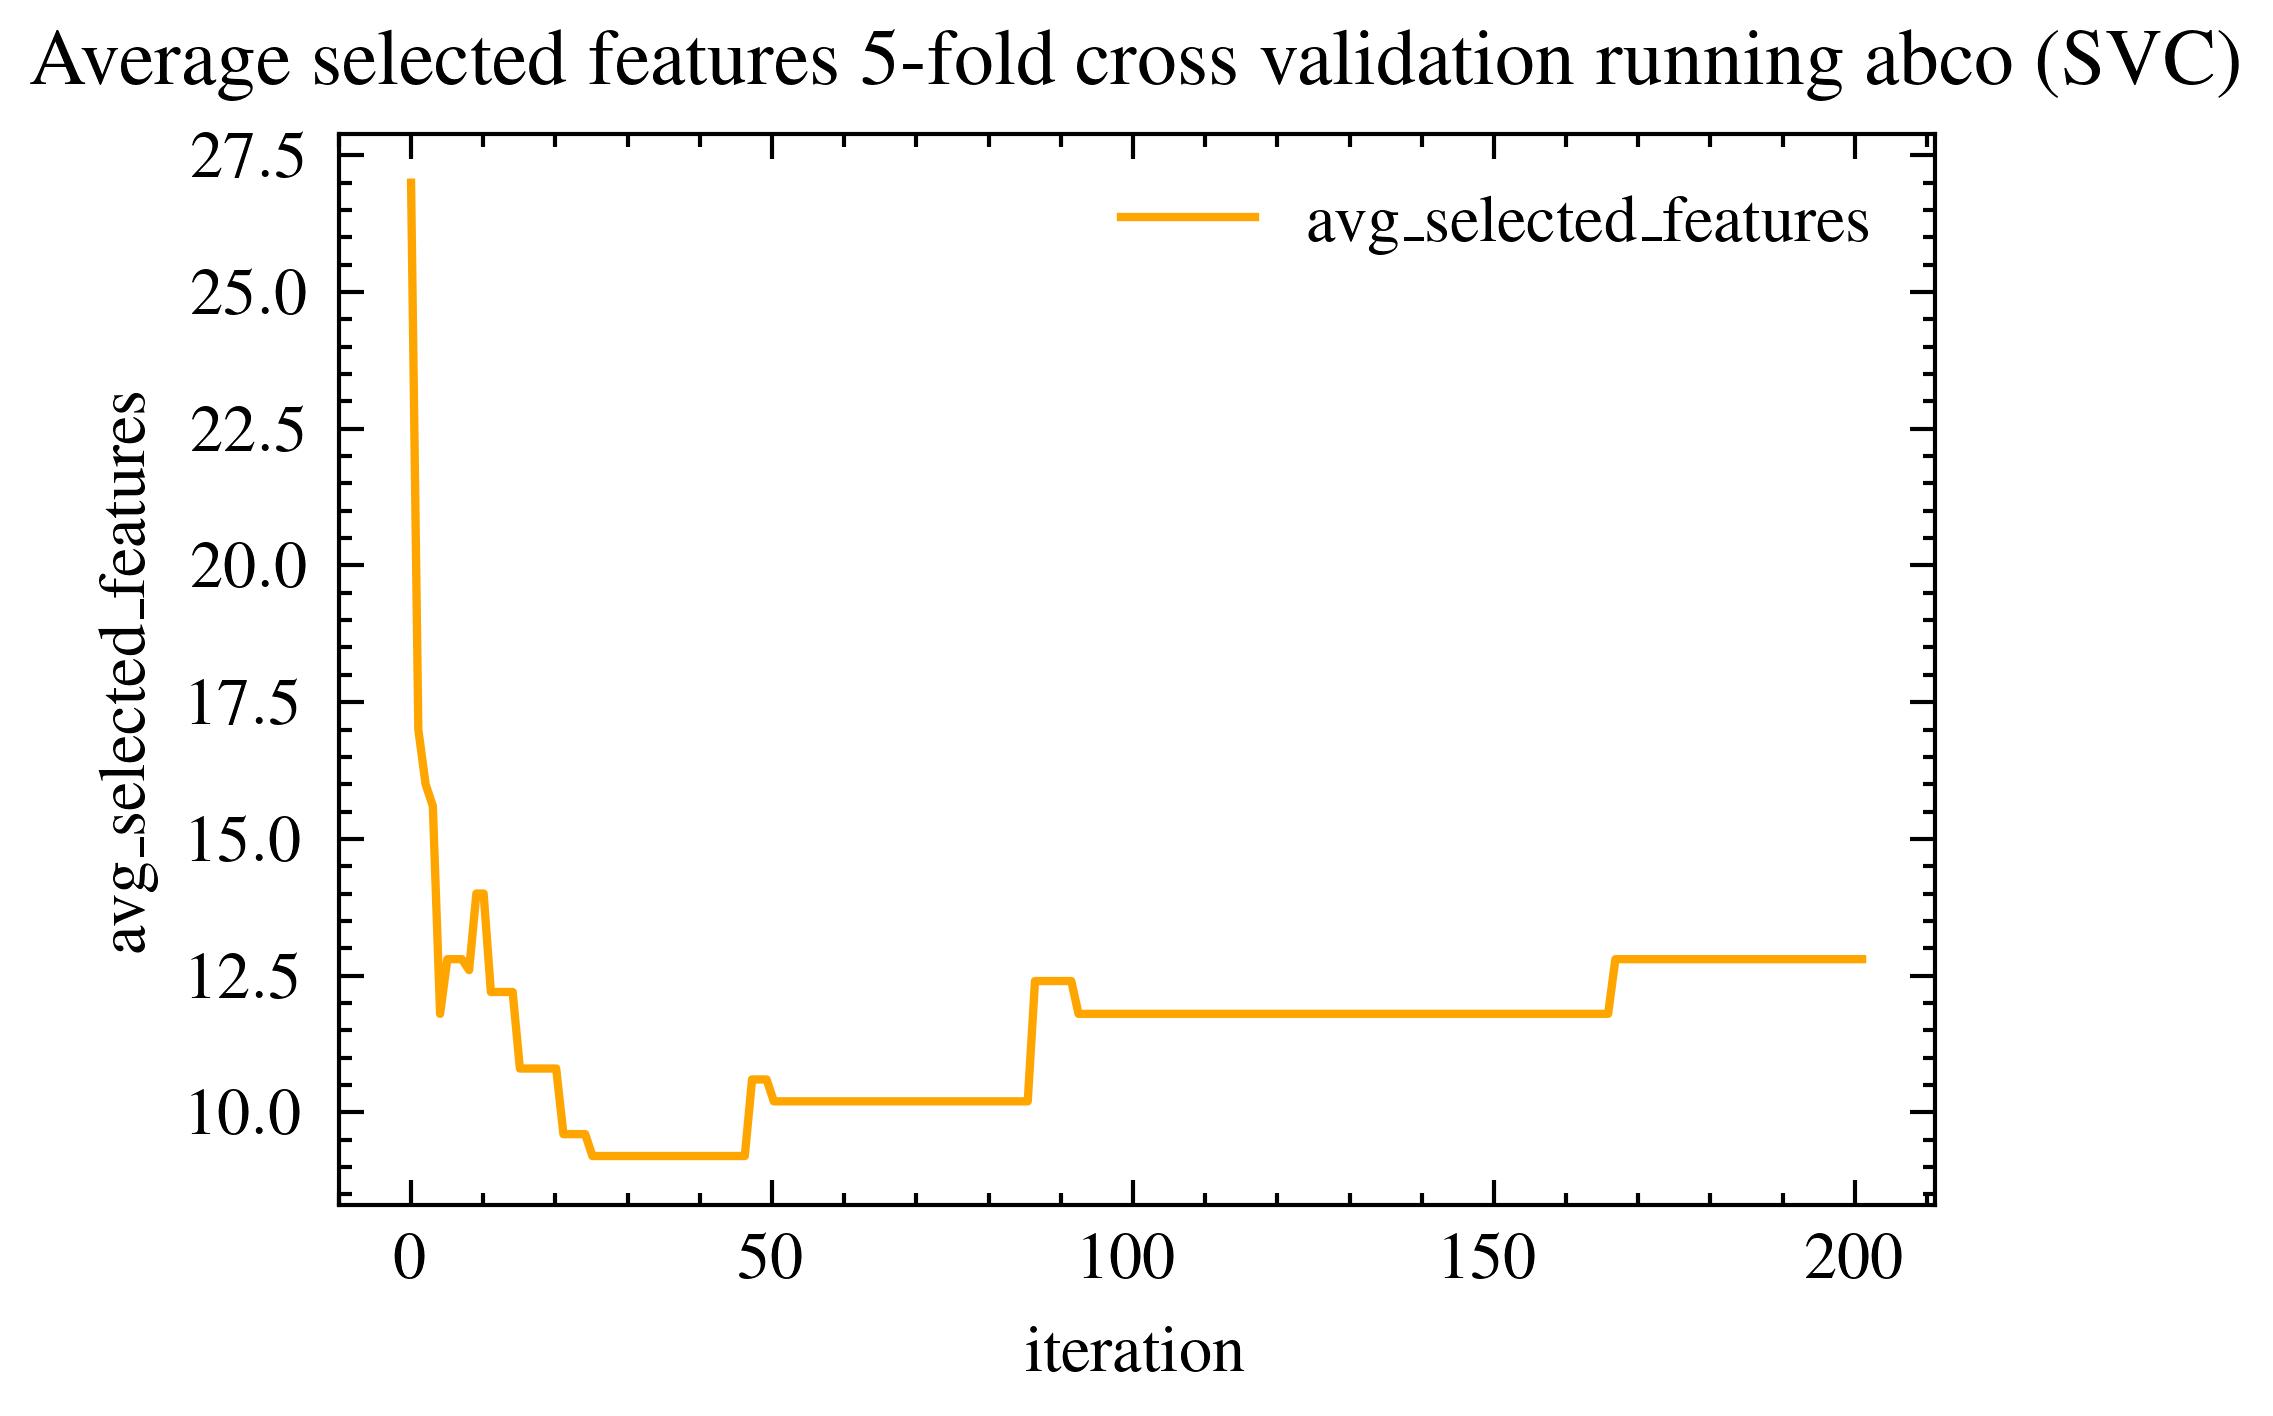 Average selected features 5-fold cross validation running abco (SVC)
27.5
25.0
22.5
20.0
17.5
15.0
12.5
10.0
avg_selected_features
avg_selected_features
0 50 100 150 200
iteration